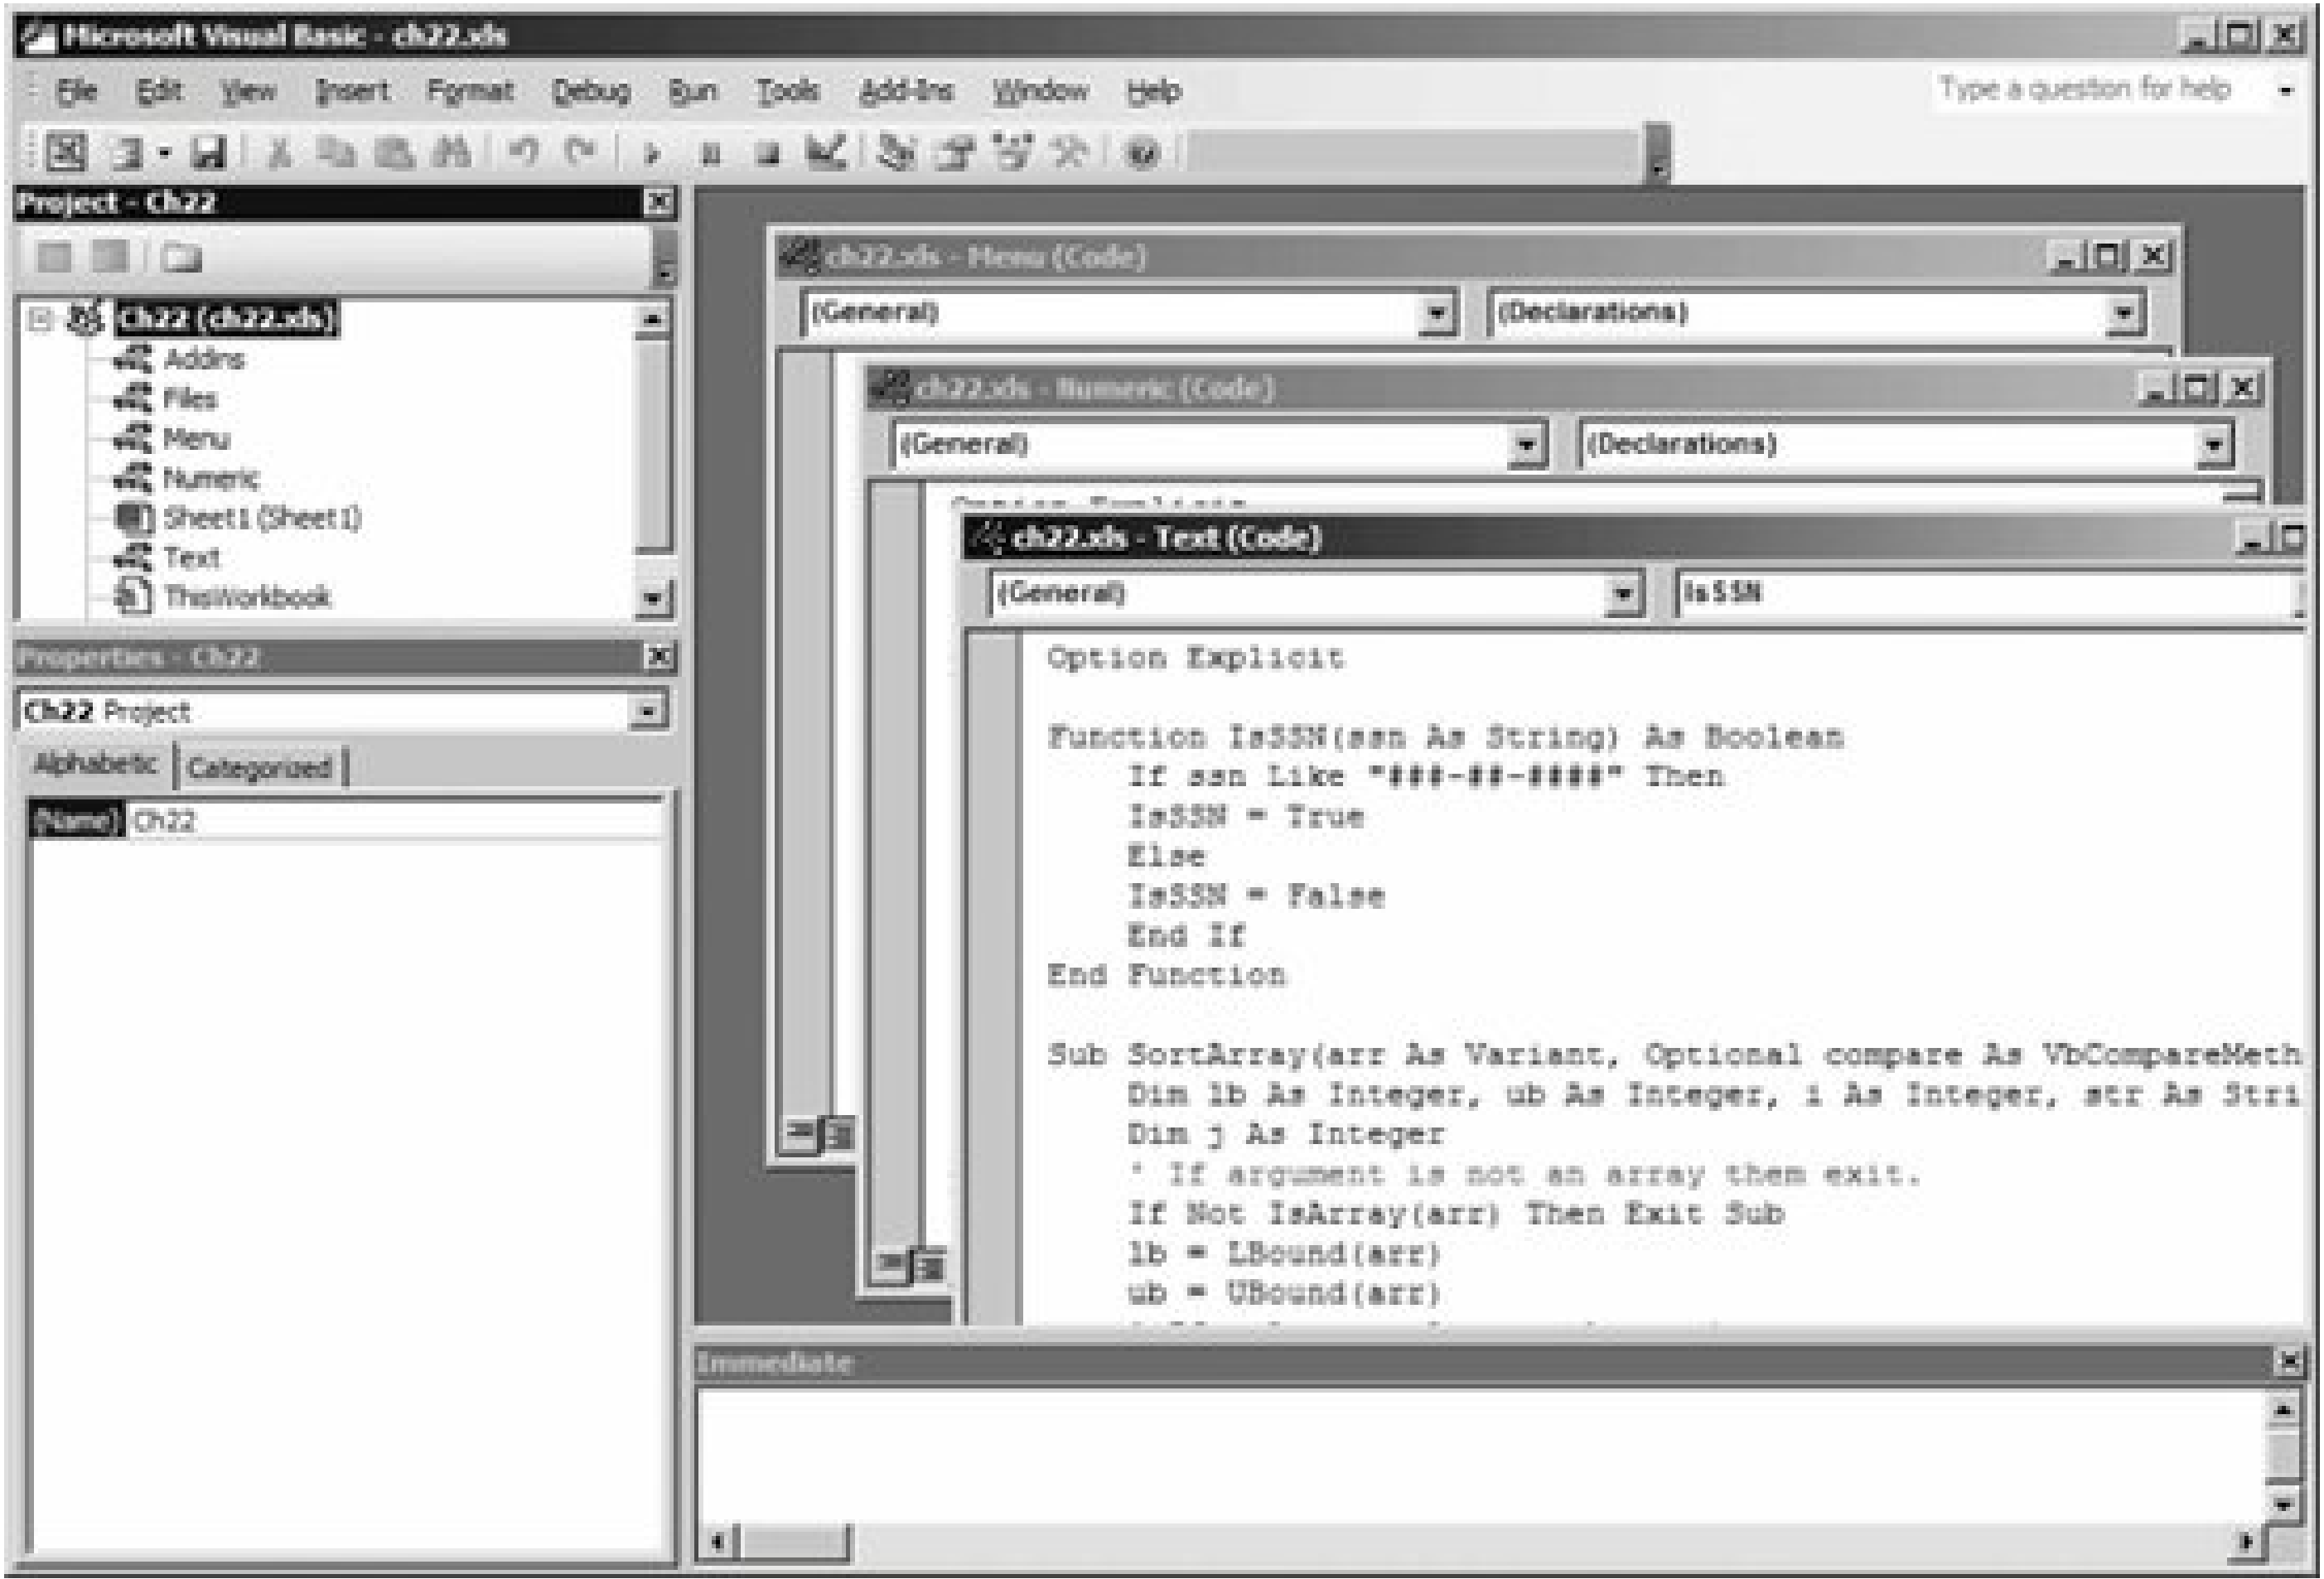 Microsoft Visual Basic - ch22.xls
File Edit View Insert Format Debug Run Tools Add-Ins Window Help
Type a question for help
Project - Ch22
Ch22 (ch22.xls)
Addins
Files
Menu
Numeric
Sheet1 (Sheet1)
Text
ThisWorkbook
Properties - Ch22
Ch22 Project
Alphabetic Categorized
(Name) Ch22
ch22.xls - Menu (Code)
(General) (Declarations)
ch22.xls - Numeric (Code)
(General) (Declarations)
Option Explicit
ch22.xls - Text (Code)
(General) IsSSN
Option Explicit
Function IsSSN(ssn As String) As Boolean
If ssn Like "###-##-####" Then
IsSSN = True
Else
IsSSN = False
End If
End Function
Sub SortArray(arr As Variant, Optional compare As VbCompareMeth
Dim lb As Integer, ub As Integer, i As Integer, str As Stri
Dim j As Integer
' If argument is not an array them exit.
If Not IsArray(arr) Then Exit Sub
lb = LBound(arr)
ub = UBound(arr)
Immediate